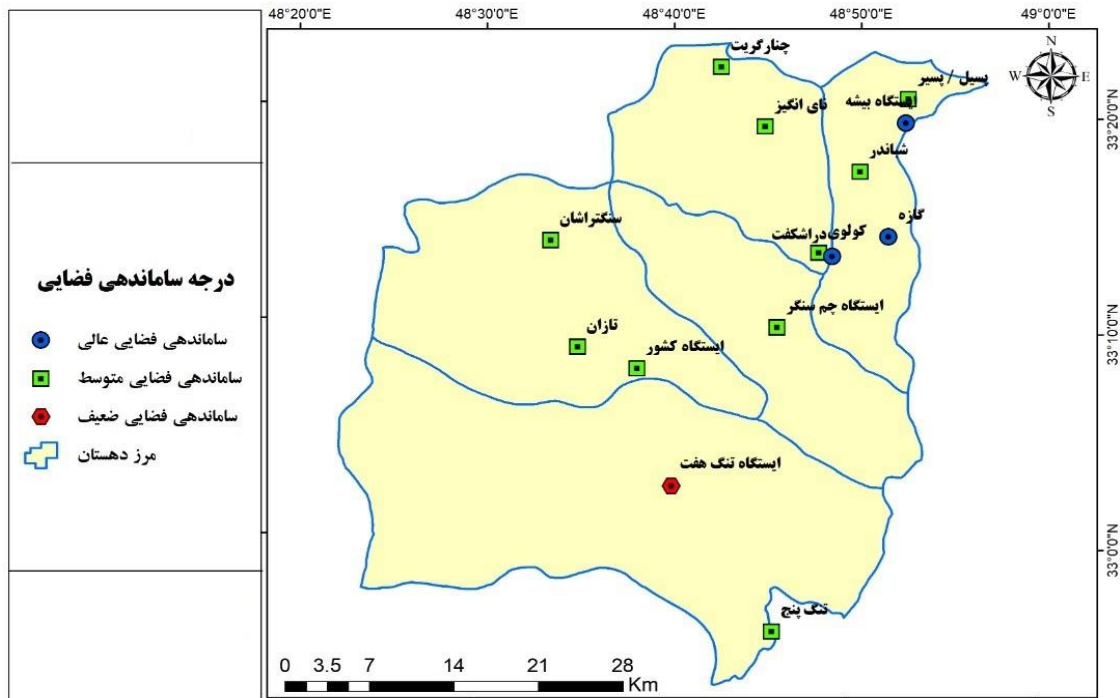 48°20'0"E 48°30'0"E 48°40'0"E 48°50'0"E 49°0'0"E
N
W E
S
چنارگریت
پسیل / پسیر
ایستگاه بیشه
نای انگیز
شباندر
گازه
سنگتراشان
کولوی
دراشکفت
ایستگاه چم سنگر
تازان
ایستگاه کشور
ایستگاه تنگ هفت
تنگ پنج
33°20'0"N
33°10'0"N
33°0'0"N
درجه ساماندهی فضایی
ساماندهی فضایی عالی
ساماندهی فضایی متوسط
ساماندهی فضایی ضعیف
مرز دهستان
0 3.5 7 14 21 28
Km